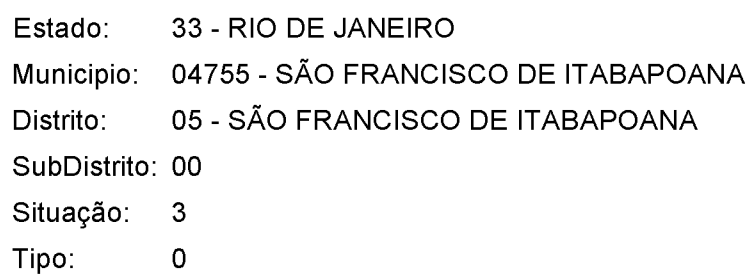 Estado: 33 - RIO DE JANEIRO
Municipio: 04755 - SÃO FRANCISCO DE ITABAPOANA
Distrito: 05 - SÃO FRANCISCO DE ITABAPOANA
SubDistrito: 00
Situação: 3
Tipo: 0